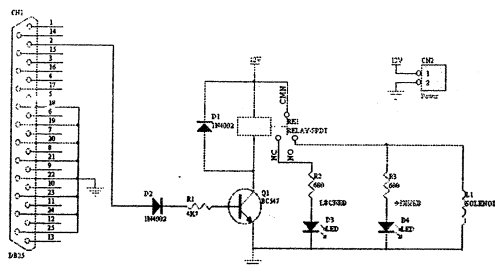 CN1
1
14
2
15
3
16
4
17
5
18
6
19
7
20
8
21
9
22
10
23
11
24
12
25
13
DB25
D2
1N4002
R1
4K7
Q1
BC547
D1
1N4002
12V
CMN
RE1
RELAY-SPDT
NC
NO
R2
680
D3
LED
R3
680
D4
LED
L1
SOLENOI
12V
CN2
1
2
Power